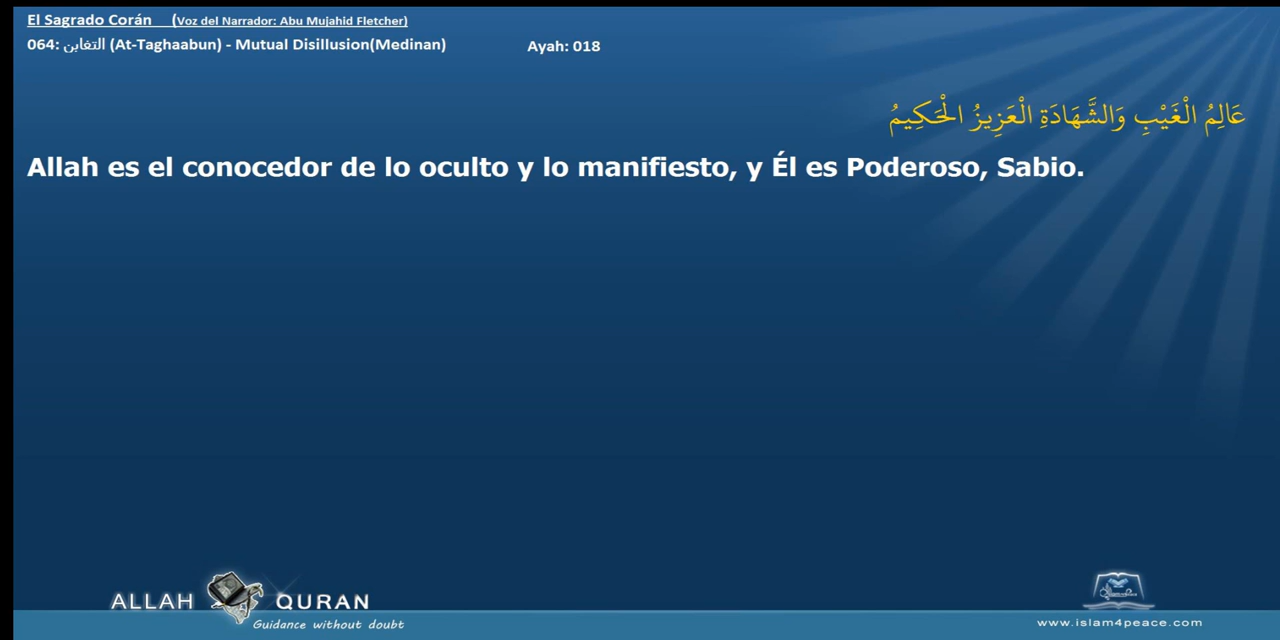 El Sagrado Corán (Voz del Narrador: Abu Mujahid Fletcher)
064: التغابن (At-Taghaabun) - Mutual Disillusion(Medinan) Ayah: 018
عَالِمُ الْغَيْبِ وَالشَّهَادَةِ الْعَزِيزُ الْحَكِيمُ
Allah es el conocedor de lo oculto y lo manifiesto, y Él es Poderoso, Sabio.
ALLAH QURAN
Guidance without doubt
www.islam4peace.com